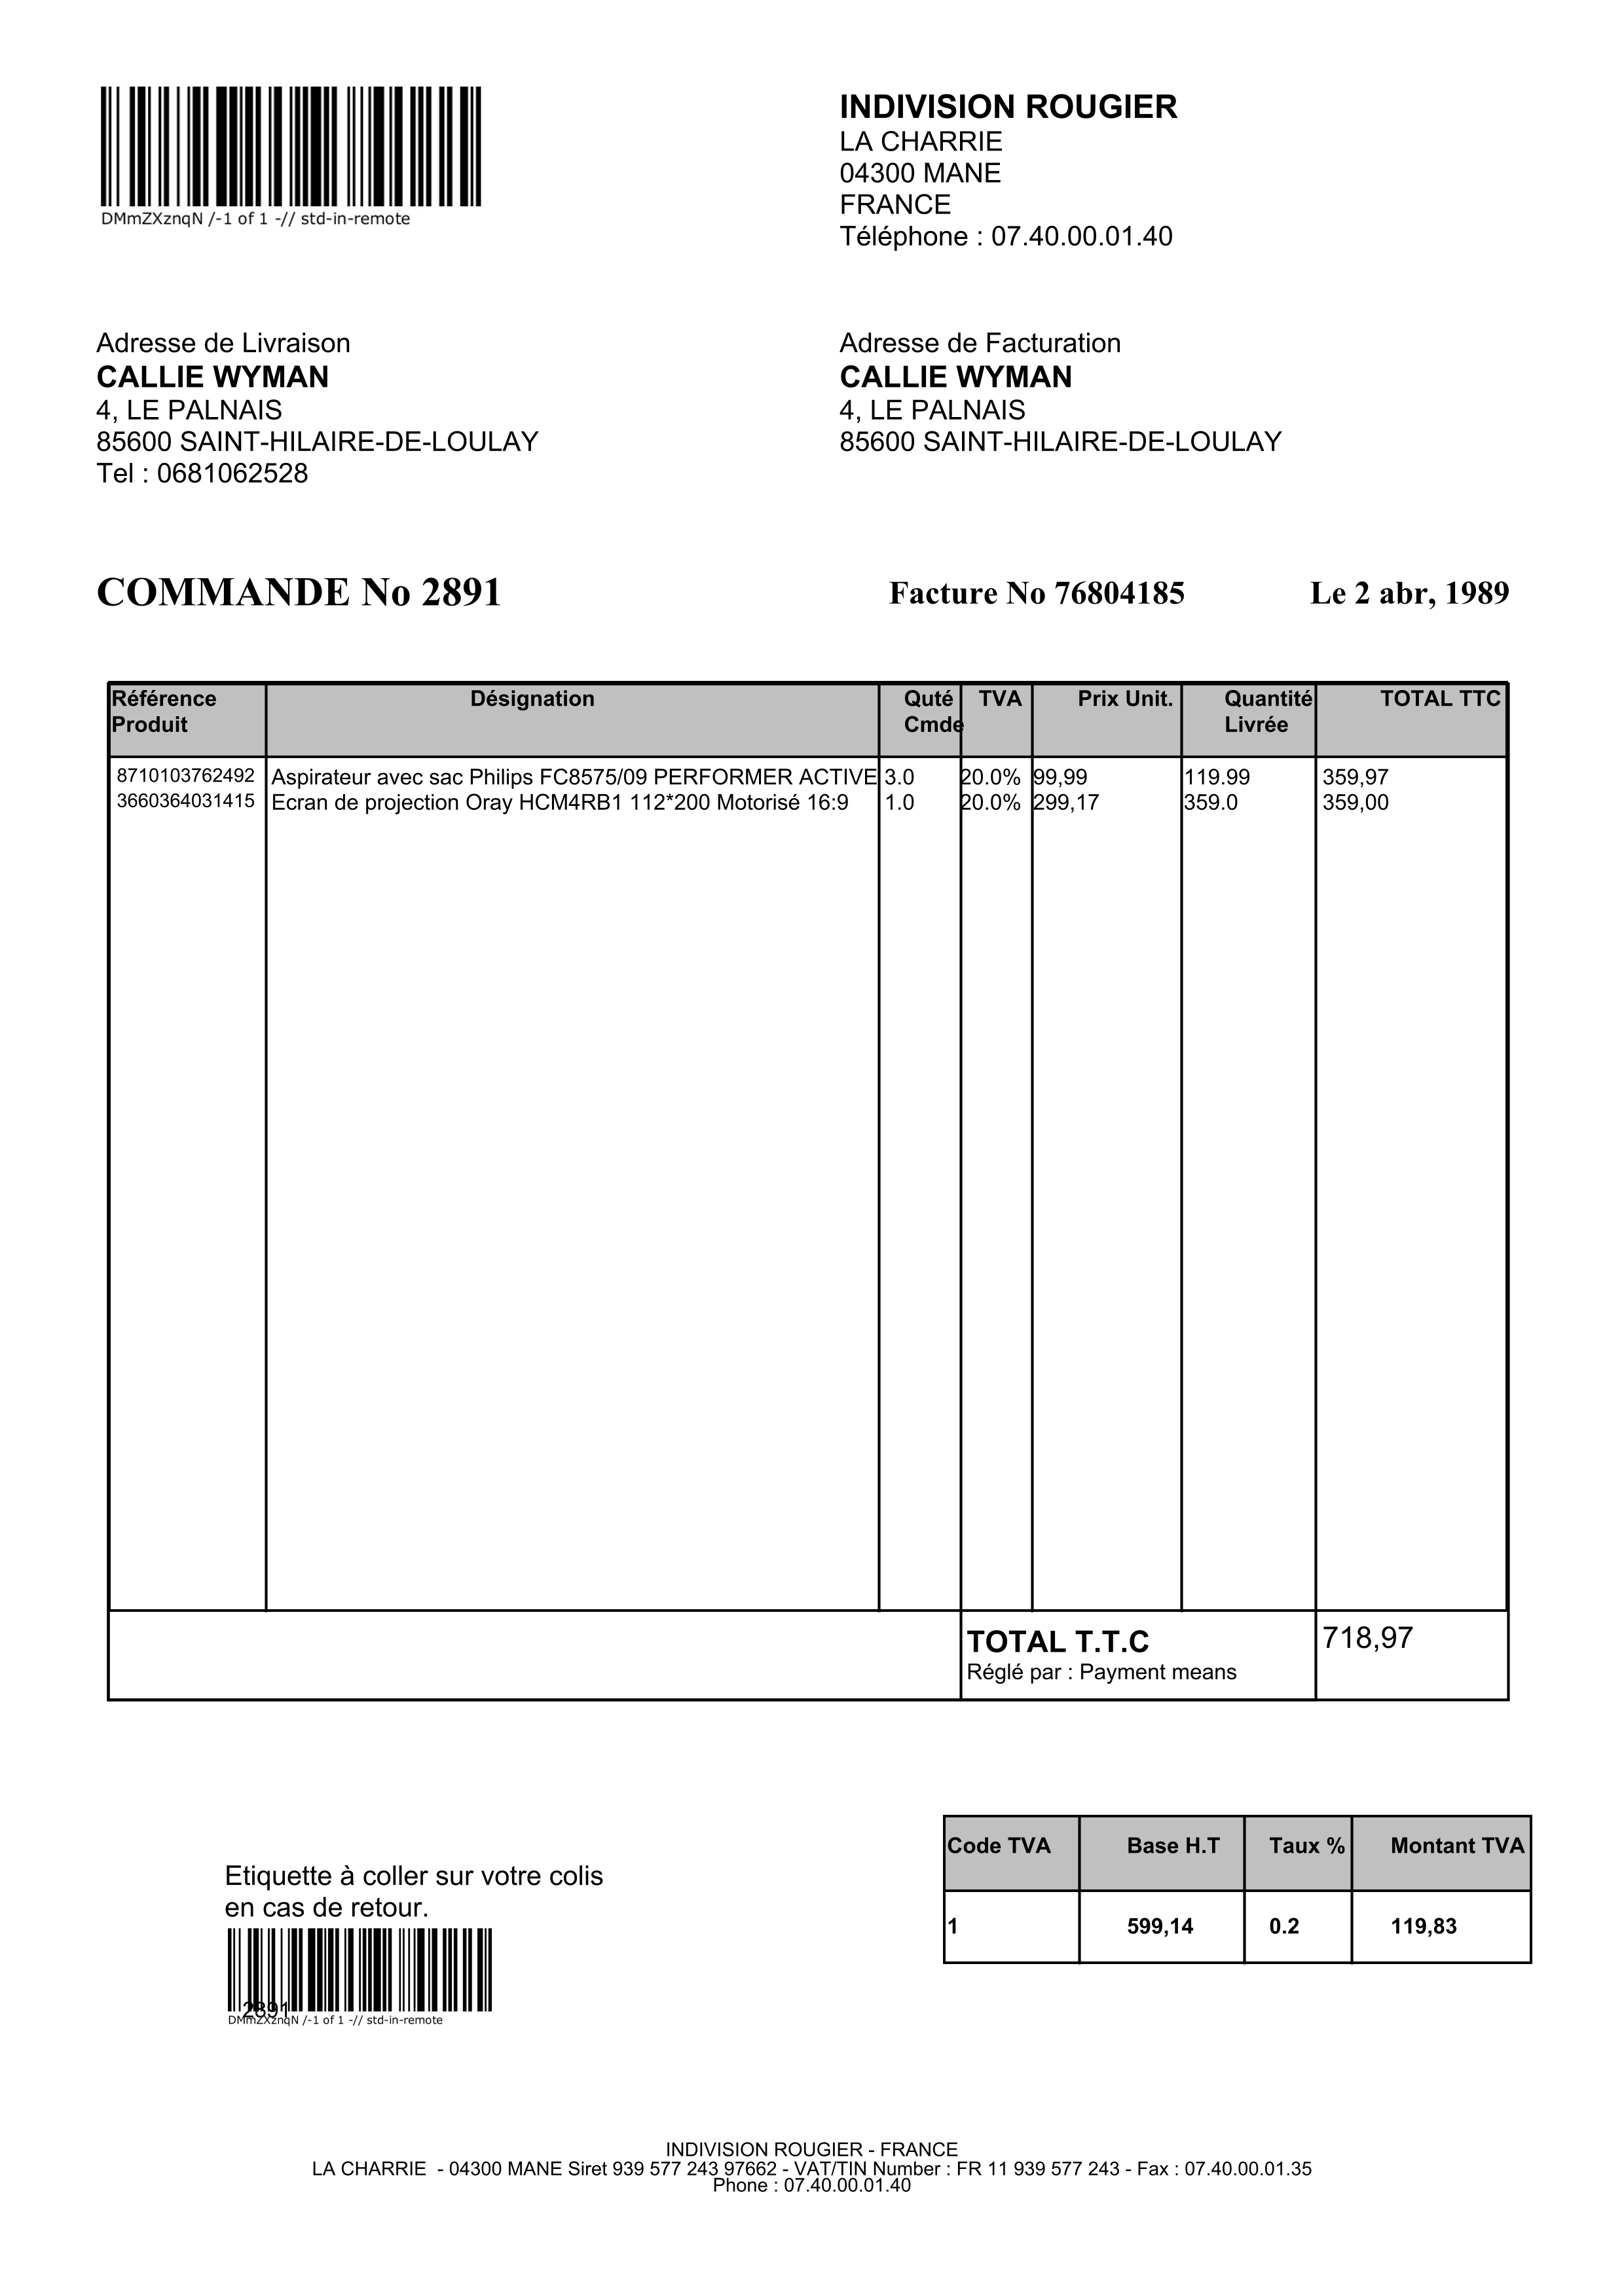 DMmZXznqN /-1 of 1 -// std-in-remote
INDIVISION ROUGIER
LA CHARRIE
04300 MANE
FRANCE
Téléphone : 07.40.00.01.40
Adresse de Livraison
CALLIE WYMAN
4, LE PALNAIS
85600 SAINT-HILAIRE-DE-LOULAY
Tel : 0681062528
Adresse de Facturation
CALLIE WYMAN
4, LE PALNAIS
85600 SAINT-HILAIRE-DE-LOULAY
COMMANDE No 2891 Facture No 76804185 Le 2 abr, 1989
Référence Produit Désignation Quté Cmde TVA Prix Unit. Quantité Livrée TOTAL TTC
8710103762492 Aspirateur avec sac Philips FC8575/09 PERFORMER ACTIVE 3.0 20.0% 99,99 119.99 359,97
3660364031415 Ecran de projection Oray HCM4RB1 112*200 Motorisé 16:9 1.0 20.0% 299,17 359.0 359,00
TOTAL T.T.C 718,97
Réglé par : Payment means
Code TVA Base H.T Taux % Montant TVA
1 599,14 0.2 119,83
Etiquette à coller sur votre colis
en cas de retour.
2891
DMmZXznqN /-1 of 1 -// std-in-remote
INDIVISION ROUGIER - FRANCE
LA CHARRIE - 04300 MANE Siret 939 577 243 97662 - VAT/TIN Number : FR 11 939 577 243 - Fax : 07.40.00.01.35
Phone : 07.40.00.01.40